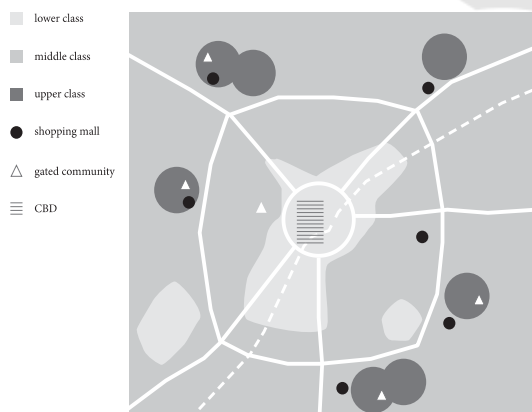 lower class
middle class
upper class
shopping mall
gated community
CBD